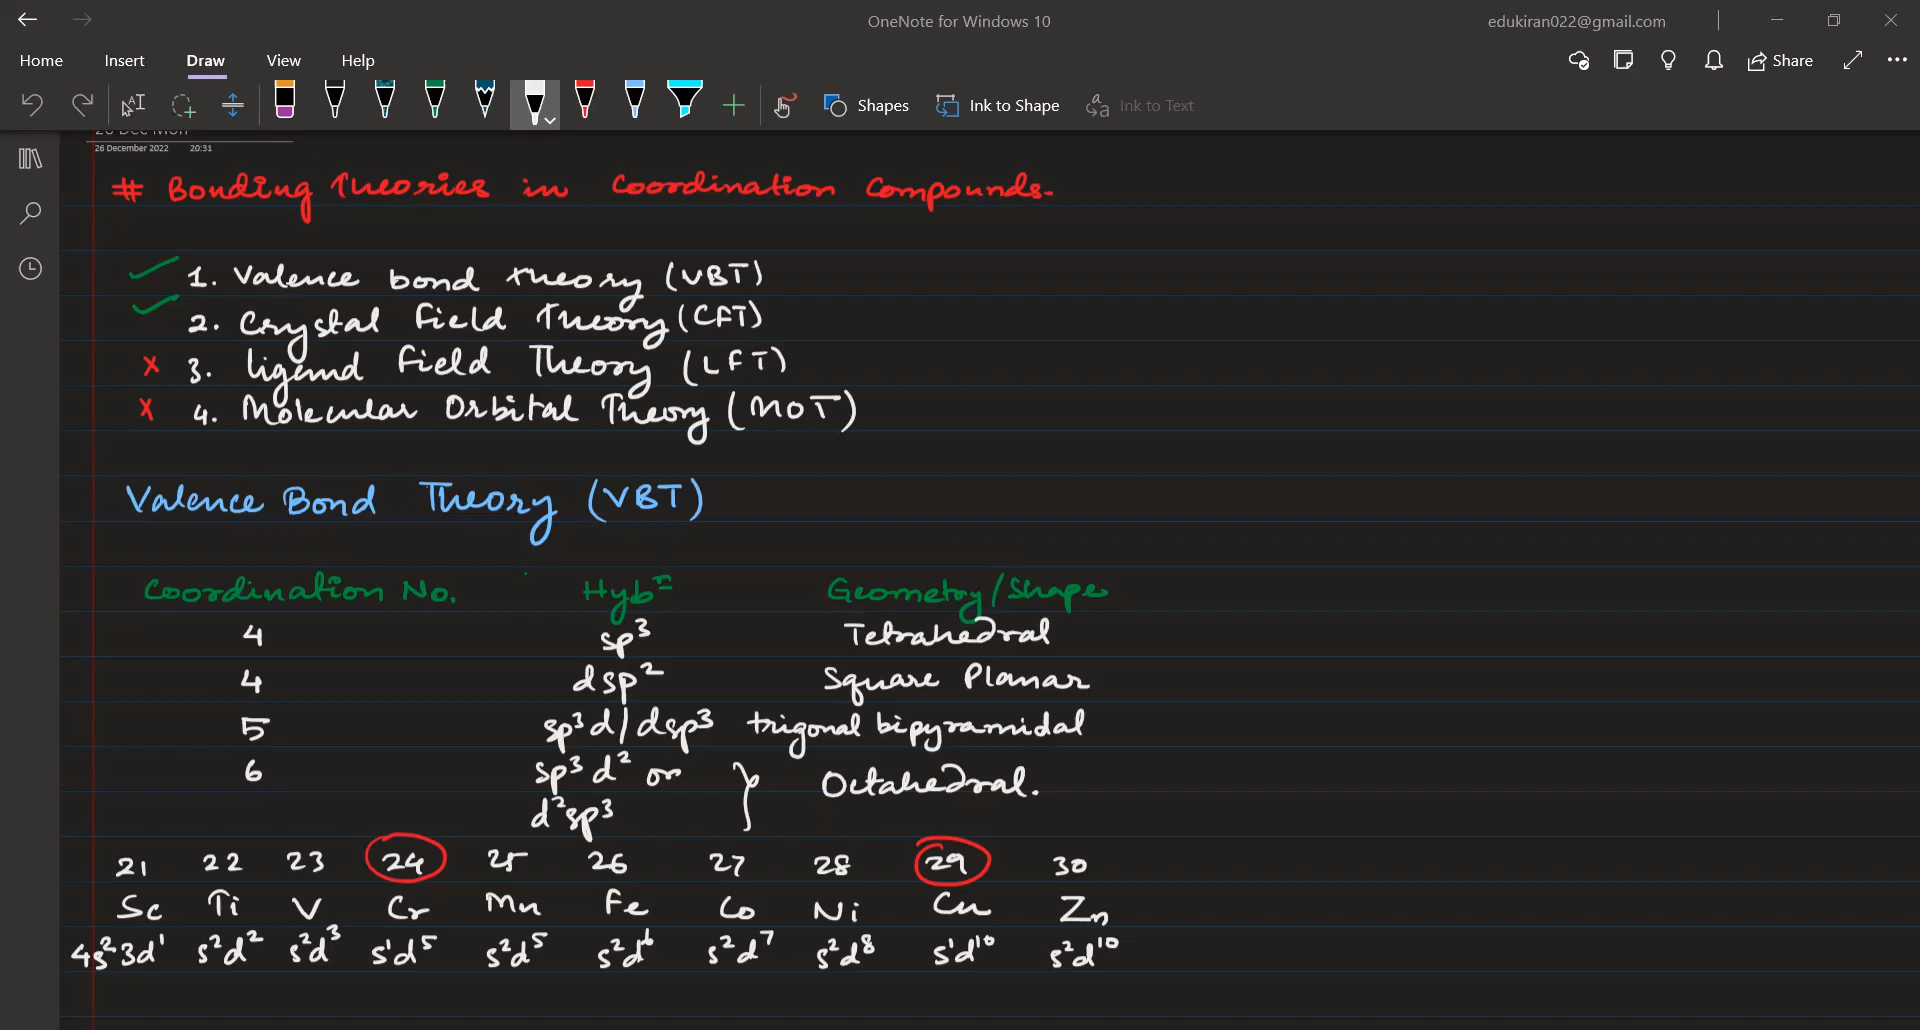 OneNote for Windows 10
edukiran022@gmail.com
Home Insert Draw View Help
Share
Shapes Ink to Shape Ink to Text
26 Dec Mon
26 December 2022 20:31
# Bonding Theories in Coordination Compounds.
1. Valence bond theory (VBT)
2. Crystal Field Theory (CFT)
x 3. ligand Field Theory (LFT)
x 4. Molecular Orbital Theory (MOT)
Valence Bond Theory (VBT)
Coordination No. Hybⁿ Geometry/Shape
4 sp³ Tetrahedral
4 dsp² Square Planar
5 sp³d/dsp³ trigonal bipyramidal
6 sp³d² or } Octahedral.
d²sp³
21 22 23 24 25 26 27 28 29 30
Sc Ti V Cr Mn Fe Co Ni Cu Zn
4s²3d¹ s²d² s²d³ s¹d⁵ s²d⁵ s²d⁶ s²d⁷ s²d⁸ s¹d¹⁰ s²d¹⁰